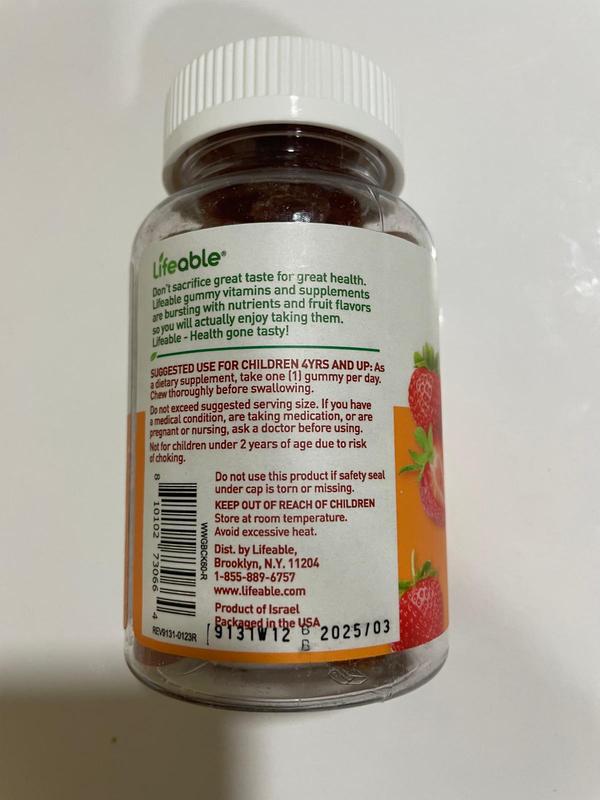 Lifeable®
Don't sacrifice great taste for great health.
Lifeable gummy vitamins and supplements
are bursting with nutrients and fruit flavors
so you will actually enjoy taking them.
Lifeable - Health gone tasty!
SUGGESTED USE FOR CHILDREN 4YRS AND UP: As
a dietary supplement, take one (1) gummy per day.
Chew thoroughly before swallowing.
Do not exceed suggested serving size. If you have
a medical condition, are taking medication, or are
pregnant or nursing, ask a doctor before using.
Not for children under 2 years of age due to risk
of choking.
Do not use this product if safety seal
under cap is torn or missing.
KEEP OUT OF REACH OF CHILDREN
Store at room temperature.
Avoid excessive heat.
Dist. by Lifeable,
Brooklyn, N.Y. 11204
1-855-889-6757
www.lifeable.com
Product of Israel
Packaged in the USA
8 10102 73066 4
WWGBCK60-R
REV9131-0123R
9131W12 B B 2025/03